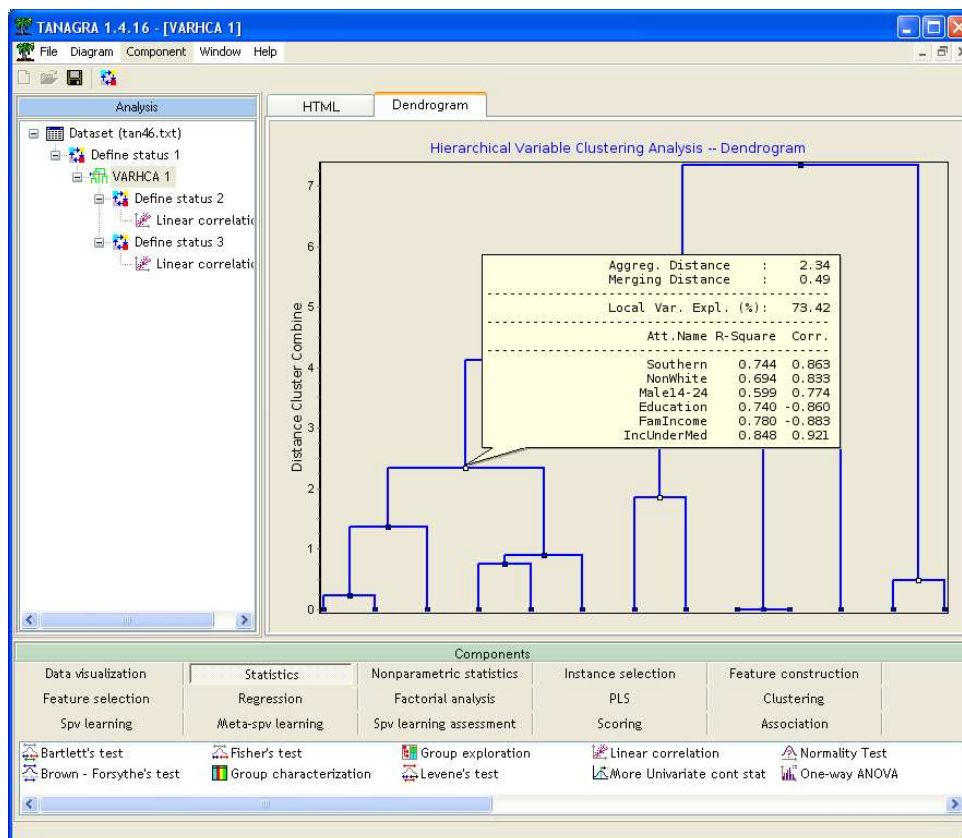 TANAGRA 1.4.16 - [VARHCA 1]
File Diagram Component Window Help
Analysis
Dataset (tan46.txt)
Define status 1
VARHCA 1
Define status 2
Linear correlatio
Define status 3
Linear correlatio
HTML Dendrogram
Hierarchical Variable Clustering Analysis -- Dendrogram
Distance Cluster Combine
7
6
5
4
3
2
1
0
Aggreg. Distance : 2.34
Merging Distance : 0.49
Local Var. Expl. (%): 73.42
Att.Name R-Square Corr.
Southern 0.744 0.863
NonWhite 0.694 0.833
Male14-24 0.599 0.774
Education 0.740 -0.860
FamIncome 0.780 -0.883
IncUnderMed 0.848 0.921
Components
Data visualization Statistics Nonparametric statistics Instance selection Feature construction
Feature selection Regression Factorial analysis PLS Clustering
Spv learning Meta-spv learning Spv learning assessment Scoring Association
Bartlett's test Fisher's test Group exploration Linear correlation Normality Test
Brown - Forsythe's test Group characterization Levene's test More Univariate cont stat One-way ANOVA